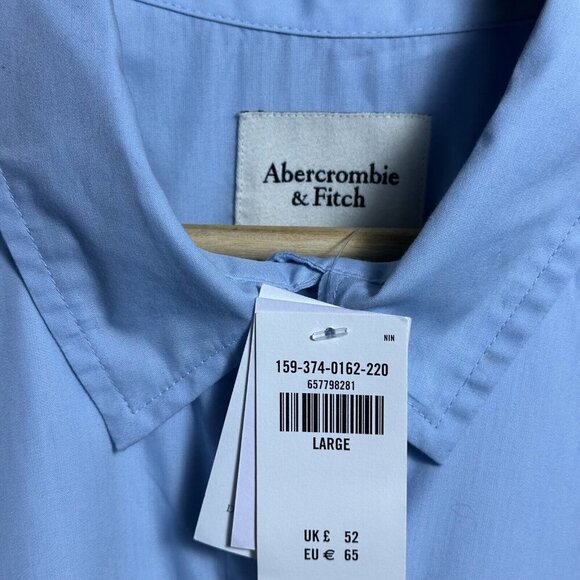 Abercrombie
& Fitch
NIN
159-374-0162-220
657798281
LARGE
UK £ 52
EU € 65